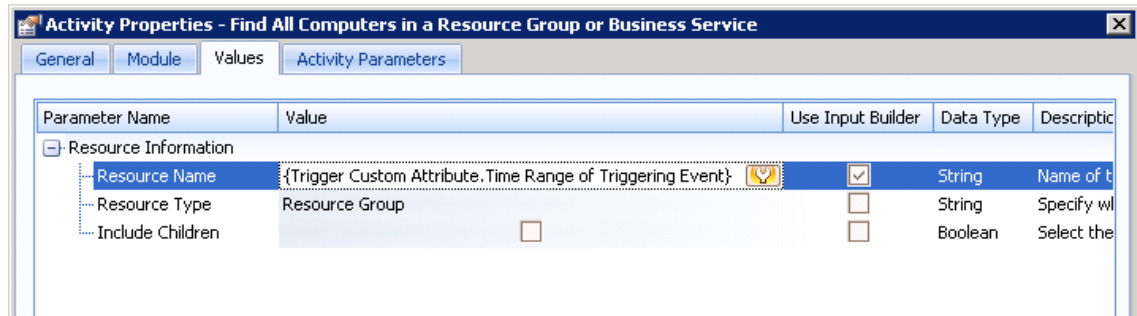 Activity Properties - Find All Computers in a Resource Group or Business Service
General Module Values Activity Parameters
Parameter Name Value Use Input Builder Data Type Descriptic
Resource Information
Resource Name {Trigger Custom Attribute.Time Range of Triggering Event} String Name of t
Resource Type Resource Group String Specify wl
Include Children Boolean Select the